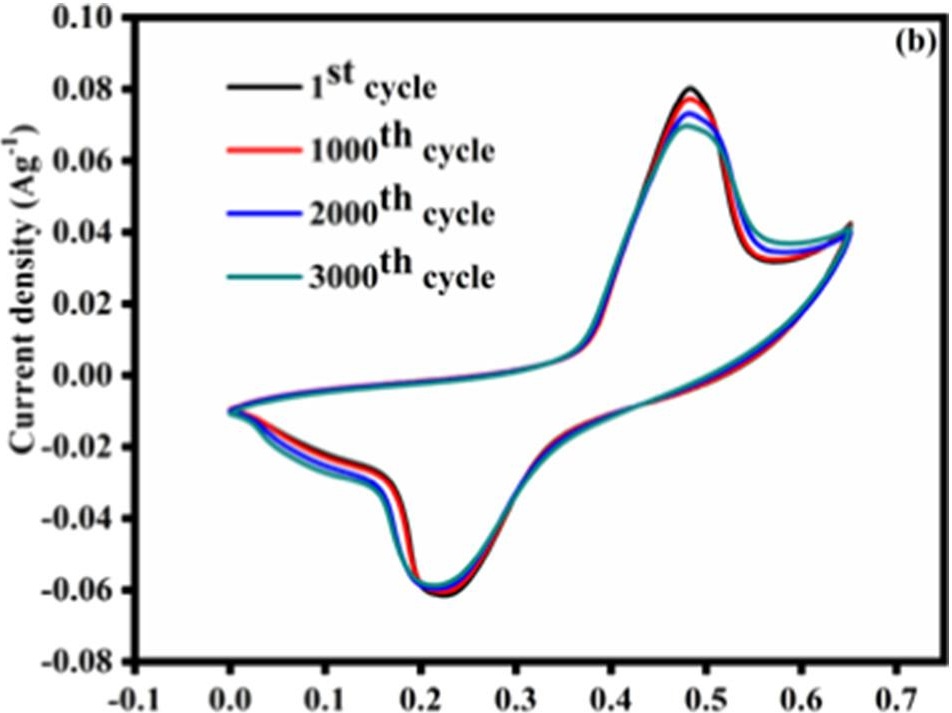 (b)
1st cycle
1000th cycle
2000th cycle
3000th cycle
Current density (Ag-1)
0.10
0.08
0.06
0.04
0.02
0.00
-0.02
-0.04
-0.06
-0.08
-0.1 0.0 0.1 0.2 0.3 0.4 0.5 0.6 0.7